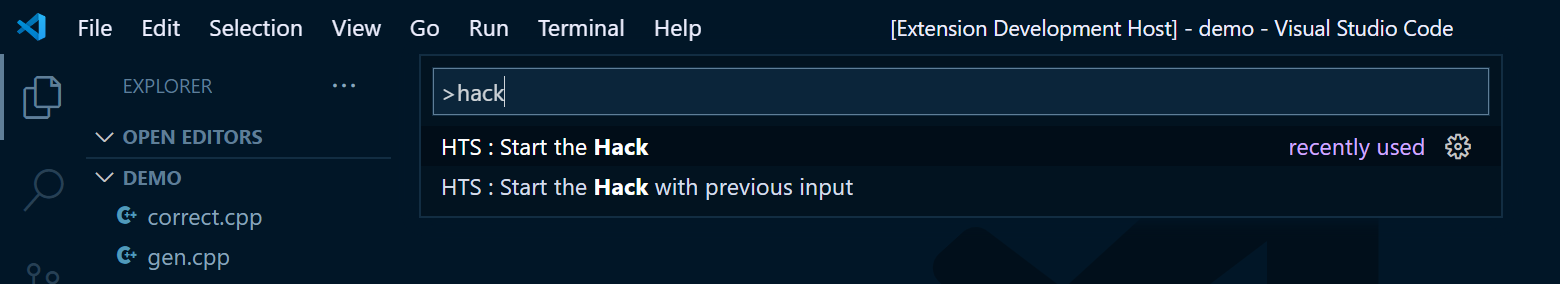 File Edit Selection View Go Run Terminal Help [Extension Development Host] - demo - Visual Studio Code
EXPLORER ···
>hack
OPEN EDITORS
HTS : Start the Hack recently used
DEMO
HTS : Start the Hack with previous input
correct.cpp
gen.cpp